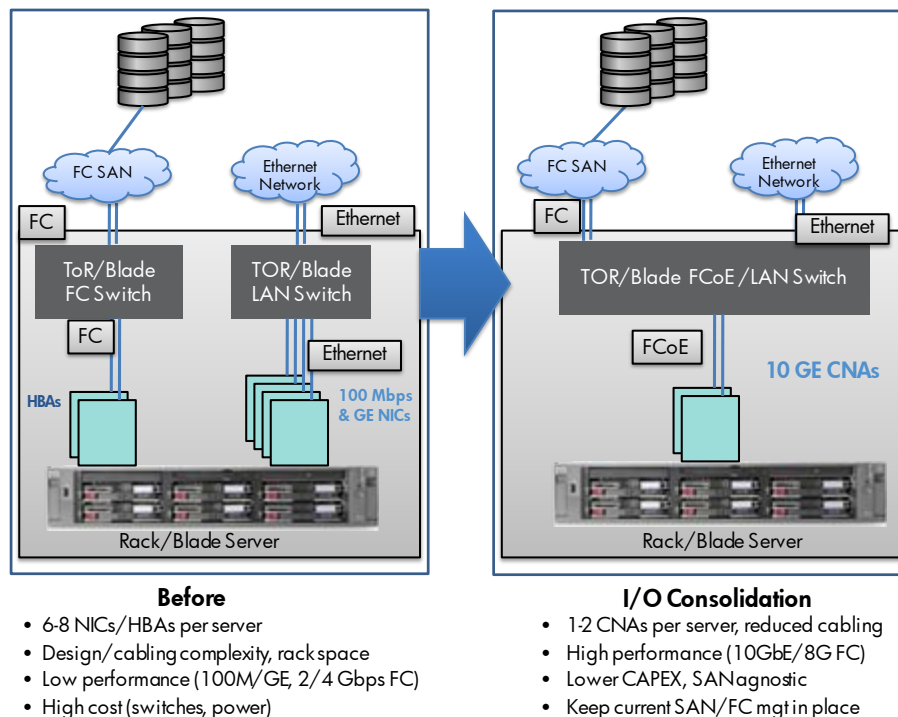 FC SAN
Ethernet
Network
FC
Ethernet
ToR/Blade
FC Switch
TOR/Blade
LAN Switch
FC
Ethernet
HBAs
100 Mbps
& GE NICs
Rack/Blade Server
Before
• 6-8 NICs/HBAs per server
• Design/cabling complexity, rack space
• Low performance (100M/GE, 2/4 Gbps FC)
• High cost (switches, power)
FC SAN
Ethernet
Network
FC
Ethernet
TOR/Blade FCoE /LAN Switch
FCoE
10 GE CNAs
Rack/Blade Server
I/O Consolidation
• 1-2 CNAs per server, reduced cabling
• High performance (10GbE/8G FC)
• Lower CAPEX, SAN agnostic
• Keep current SAN/FC mgt in place